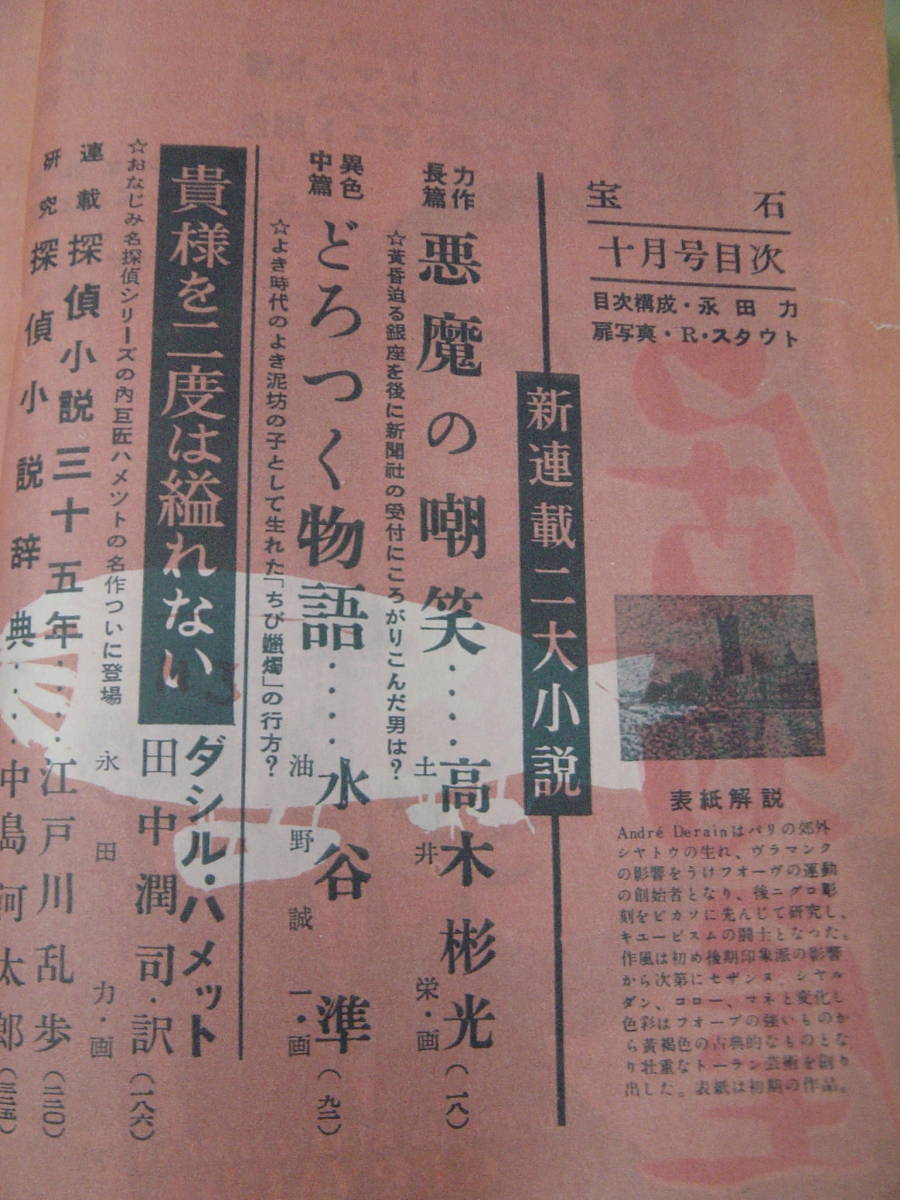 宝石
十月号目次
目次構成・永田力
扉写真・R・スタウト
表紙解説
André Derainはパリの郊外
シヤトウの生れ、ヴラマンク
の影響をうけフオーヴの運動
の創始者となり、後ニグロ彫
刻をピカソに先んじて研究し、
キユービスムの闘士となつた。
作風は初め後期印象派の影響
から次第にセザンヌ、シヤル
ダン、コロー、マネと変化し
色彩はフオーブの強いものか
ら黄褐色の古典的なものとな
り壮重なトーラン芸術を創り
出した。表紙は初期の作品。
新連載二大小説
力作長篇 悪魔の嘲笑‥‥高木彬光(一八)
土井栄・画
☆黄昏迫る銀座を後に新聞社の受付にころがりこんだ男は?
異色中篇 どろつく物語‥‥水谷準(九二)
油野誠一・画
☆よき時代のよき泥坊の子として生れた「ちび蠟燭」の行方?
貴様を二度は縊れない ダシル・ハメット
田中潤司・訳(一八六)
☆おなじみ名探偵シリーズの内巨匠ハメツトの名作ついに登場
永田力・画
連載 探偵小説三十五年‥‥江戸川乱歩(二二〇)
研究 探偵小説辞典‥‥中島河太郎